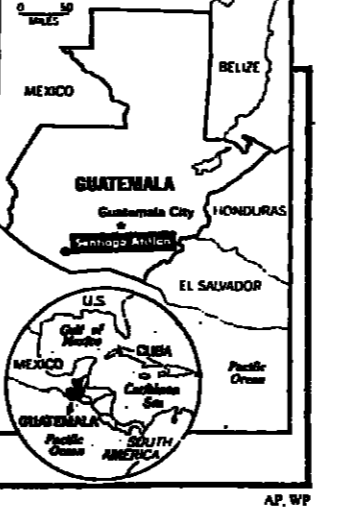 0 50
MILES
BELIZE
MEXICO
GUATEMALA
Guatemala City
HONDURAS
Santiago Atitlan
EL SALVADOR
U.S.
Gulf of
Mexico
CUBA
MEXICO
Caribbean
Sea
Pacific
Ocean
GUATEMALA
Pacific
Ocean
SOUTH
AMERICA
AP, WP